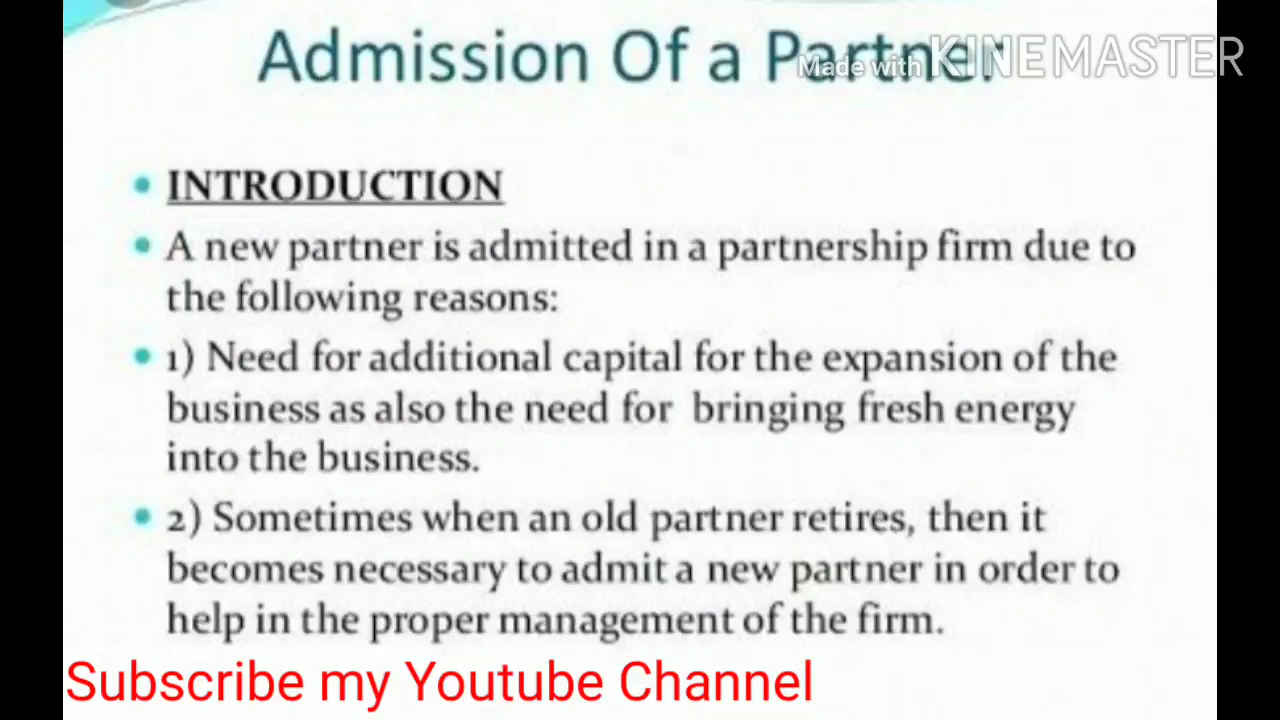 Admission Of a Partner
Made with KINEMASTER
• INTRODUCTION
• A new partner is admitted in a partnership firm due to
the following reasons:
• 1) Need for additional capital for the expansion of the
business as also the need for bringing fresh energy
into the business.
• 2) Sometimes when an old partner retires, then it
becomes necessary to admit a new partner in order to
help in the proper management of the firm.
Subscribe my Youtube Channel